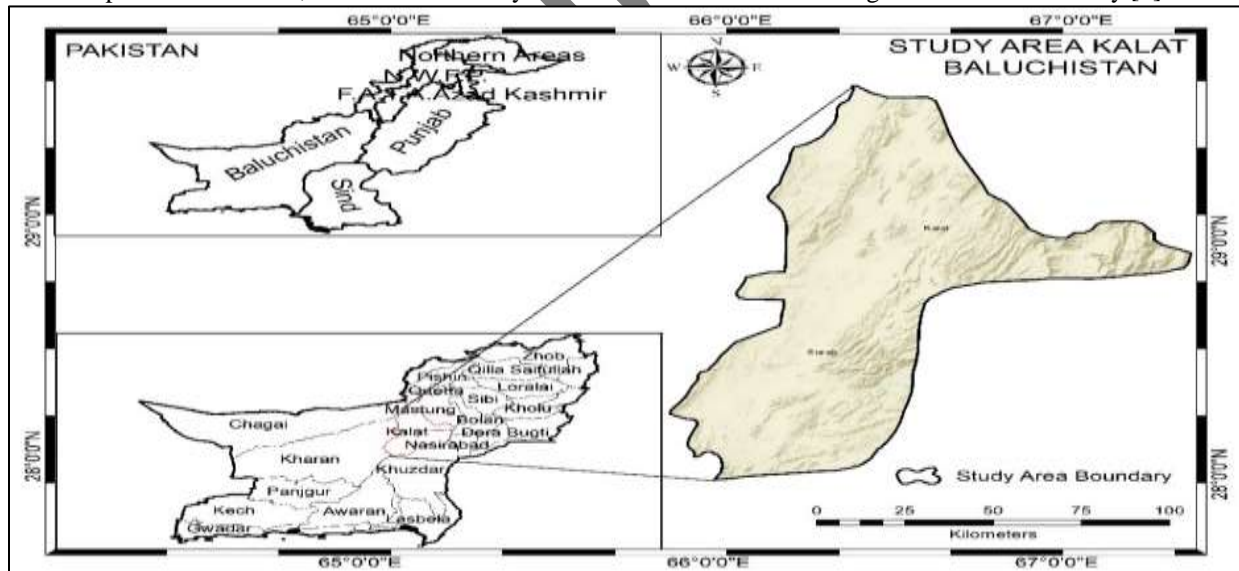 65°0'0"E
66°0'0"E
67°0'0"E
PAKISTAN
Northern Areas
N.W.F.P.
F.A.T.A.Azad Kashmir
Baluchistan
Punjab
Sind
N
W E
S
STUDY AREA KALAT
BALUCHISTAN
29°0'0"N
29°0'0"N
Kalat
Surab
Zhob
Qilla Saifullah
Pishin
Loralai
Quetta
Sibi
Mastung
Kholu
Bolan
Chagai
Kalat
Dera Bugti
Nasirabad
Kharan
Khuzdar
Panjgur
Kech
Awaran
Lasbela
Gwadar
28°0'0"N
28°0'0"N
Study Area Boundary
0 25 50 75 100
Kilometers
65°0'0"E
66°0'0"E
67°0'0"E